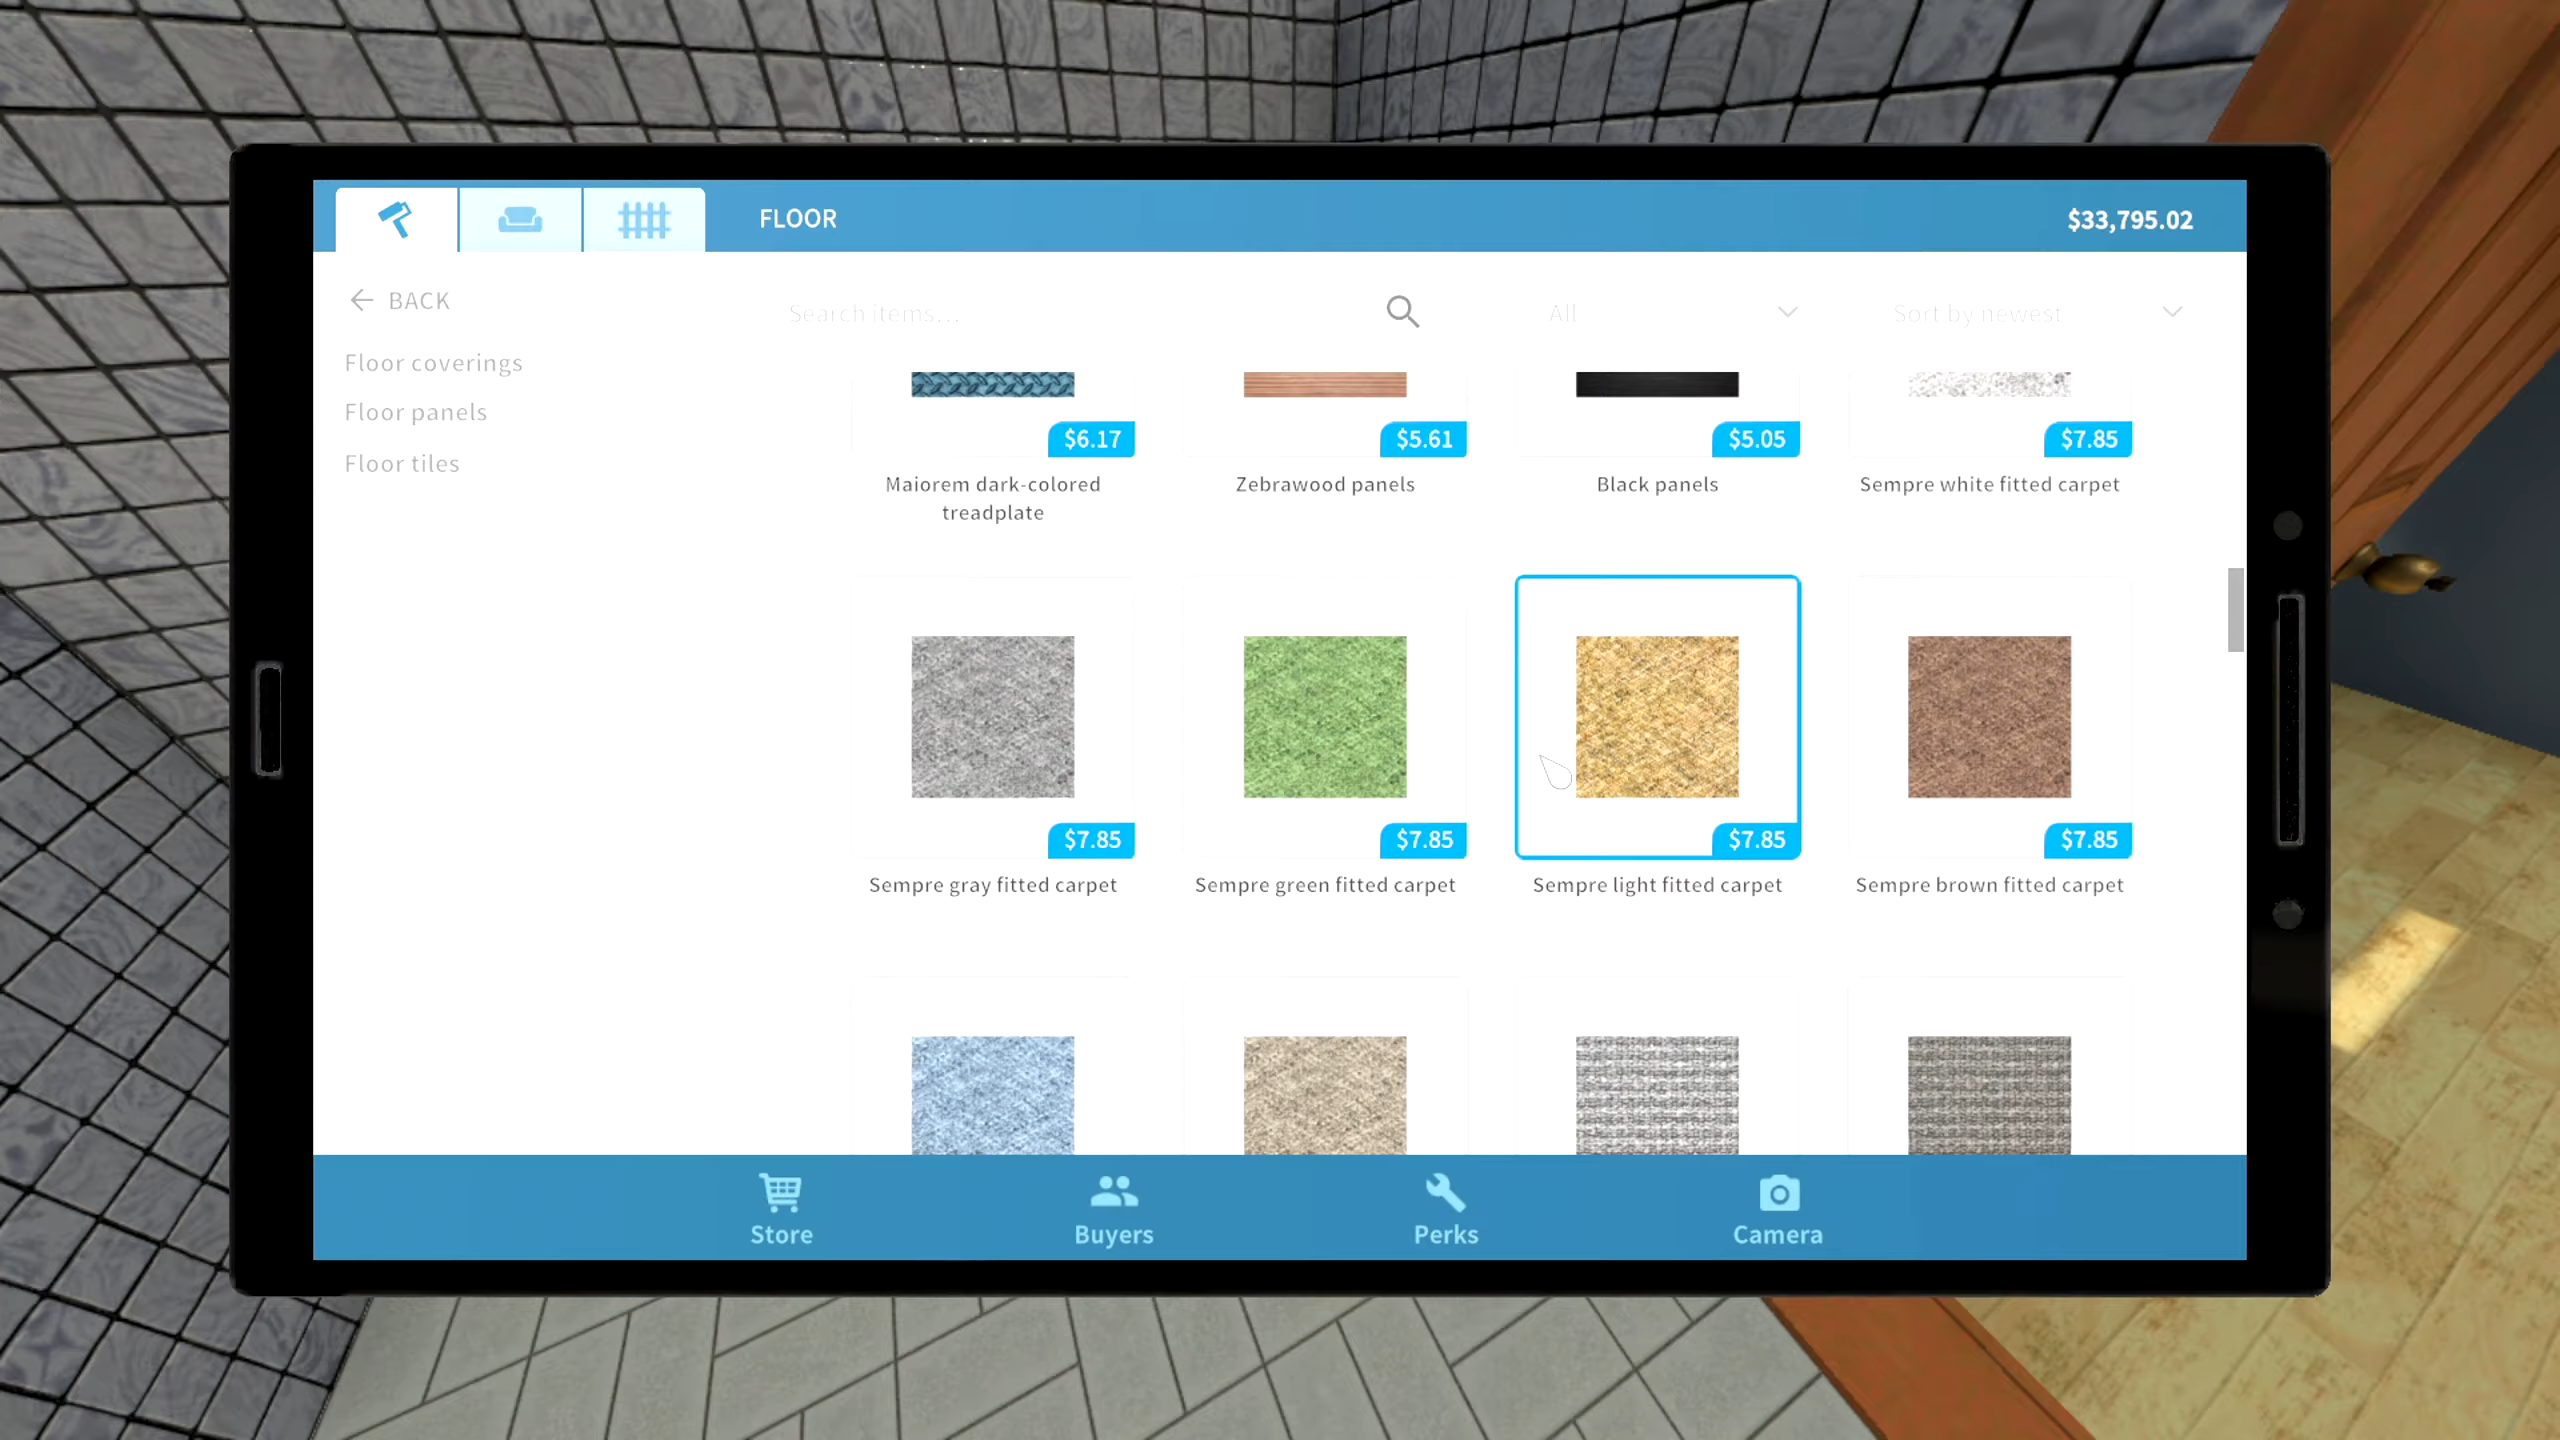 FLOOR
$33,795.02
BACK
Search items...
All
Sort by newest
Floor coverings
Floor panels
Floor tiles
$6.17
$5.61
$5.05
$7.85
Maiorem dark-colored
treadplate
Zebrawood panels
Black panels
Sempre white fitted carpet
$7.85
$7.85
$7.85
$7.85
Sempre gray fitted carpet
Sempre green fitted carpet
Sempre light fitted carpet
Sempre brown fitted carpet
Store
Buyers
Perks
Camera